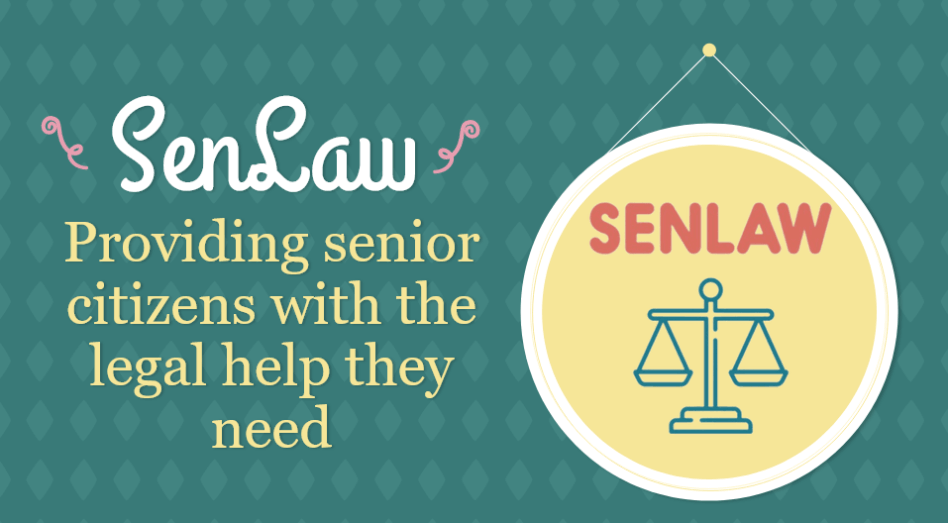 SenLaw
Providing senior
citizens with the
legal help they
need
SENLAW